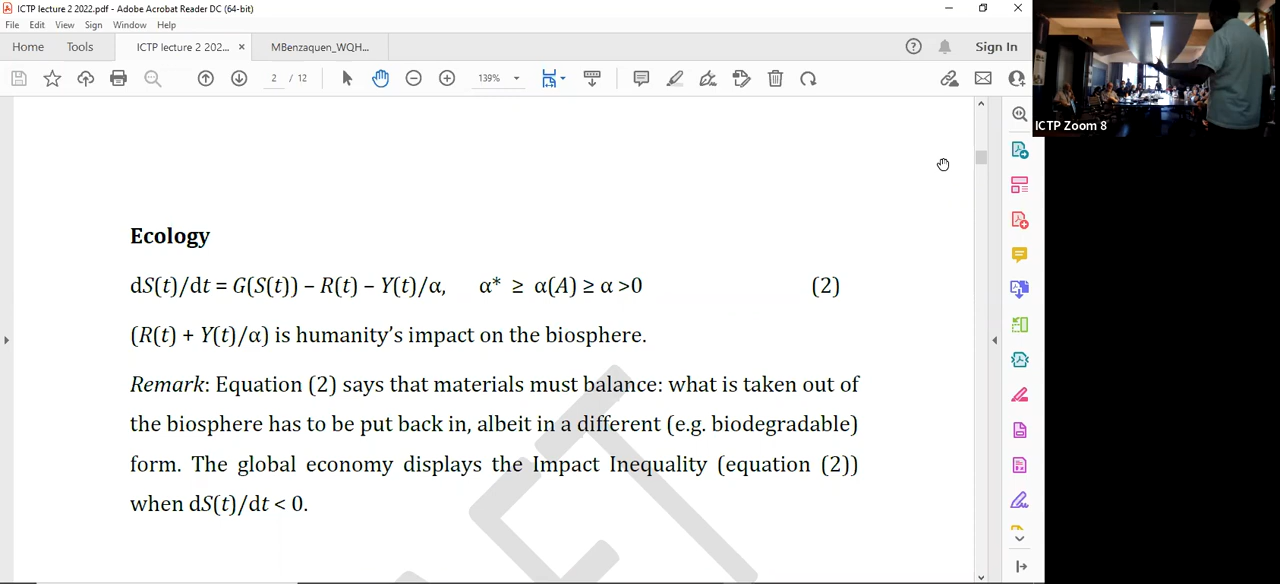 ICTP lecture 2 2022.pdf - Adobe Acrobat Reader DC (64-bit)
File Edit View Sign Window Help
Home Tools ICTP lecture 2 202... × MBenzaquen_WQH... Sign In
2 / 12 139%
ICTP Zoom 8
Ecology
dS(t)/dt = G(S(t)) – R(t) – Y(t)/α, α* ≥ α(A) ≥ α >0 (2)
(R(t) + Y(t)/α) is humanity’s impact on the biosphere.
Remark: Equation (2) says that materials must balance: what is taken out of
the biosphere has to be put back in, albeit in a different (e.g. biodegradable)
form. The global economy displays the Impact Inequality (equation (2))
when dS(t)/dt < 0.